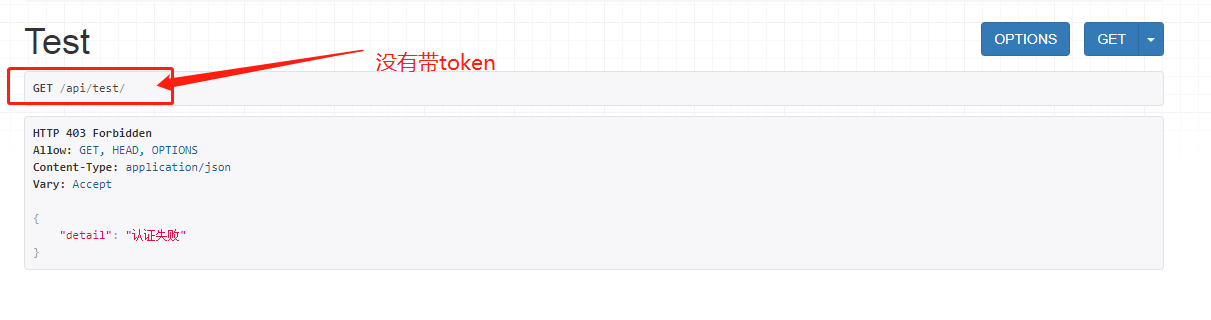 Test
OPTIONS
GET
没有带token
GET /api/test/
HTTP 403 Forbidden
Allow: GET, HEAD, OPTIONS
Content-Type: application/json
Vary: Accept
{
"detail": "认证失败"
}